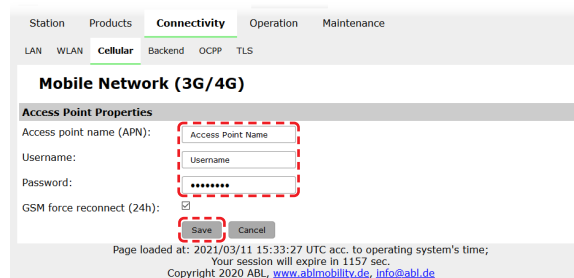 Station Products Connectivity Operation Maintenance
LAN WLAN Cellular Backend OCPP TLS
Mobile Network (3G/4G)
Access Point Properties
Access point name (APN): Access Point Name
Username: Username
Password: ••••••••
GSM force reconnect (24h):
Save Cancel
Page loaded at: 2021/03/11 15:33:27 UTC acc. to operating system's time;
Your session will expire in 1157 sec.
Copyright 2020 ABL, www.ablmobility.de, info@abl.de